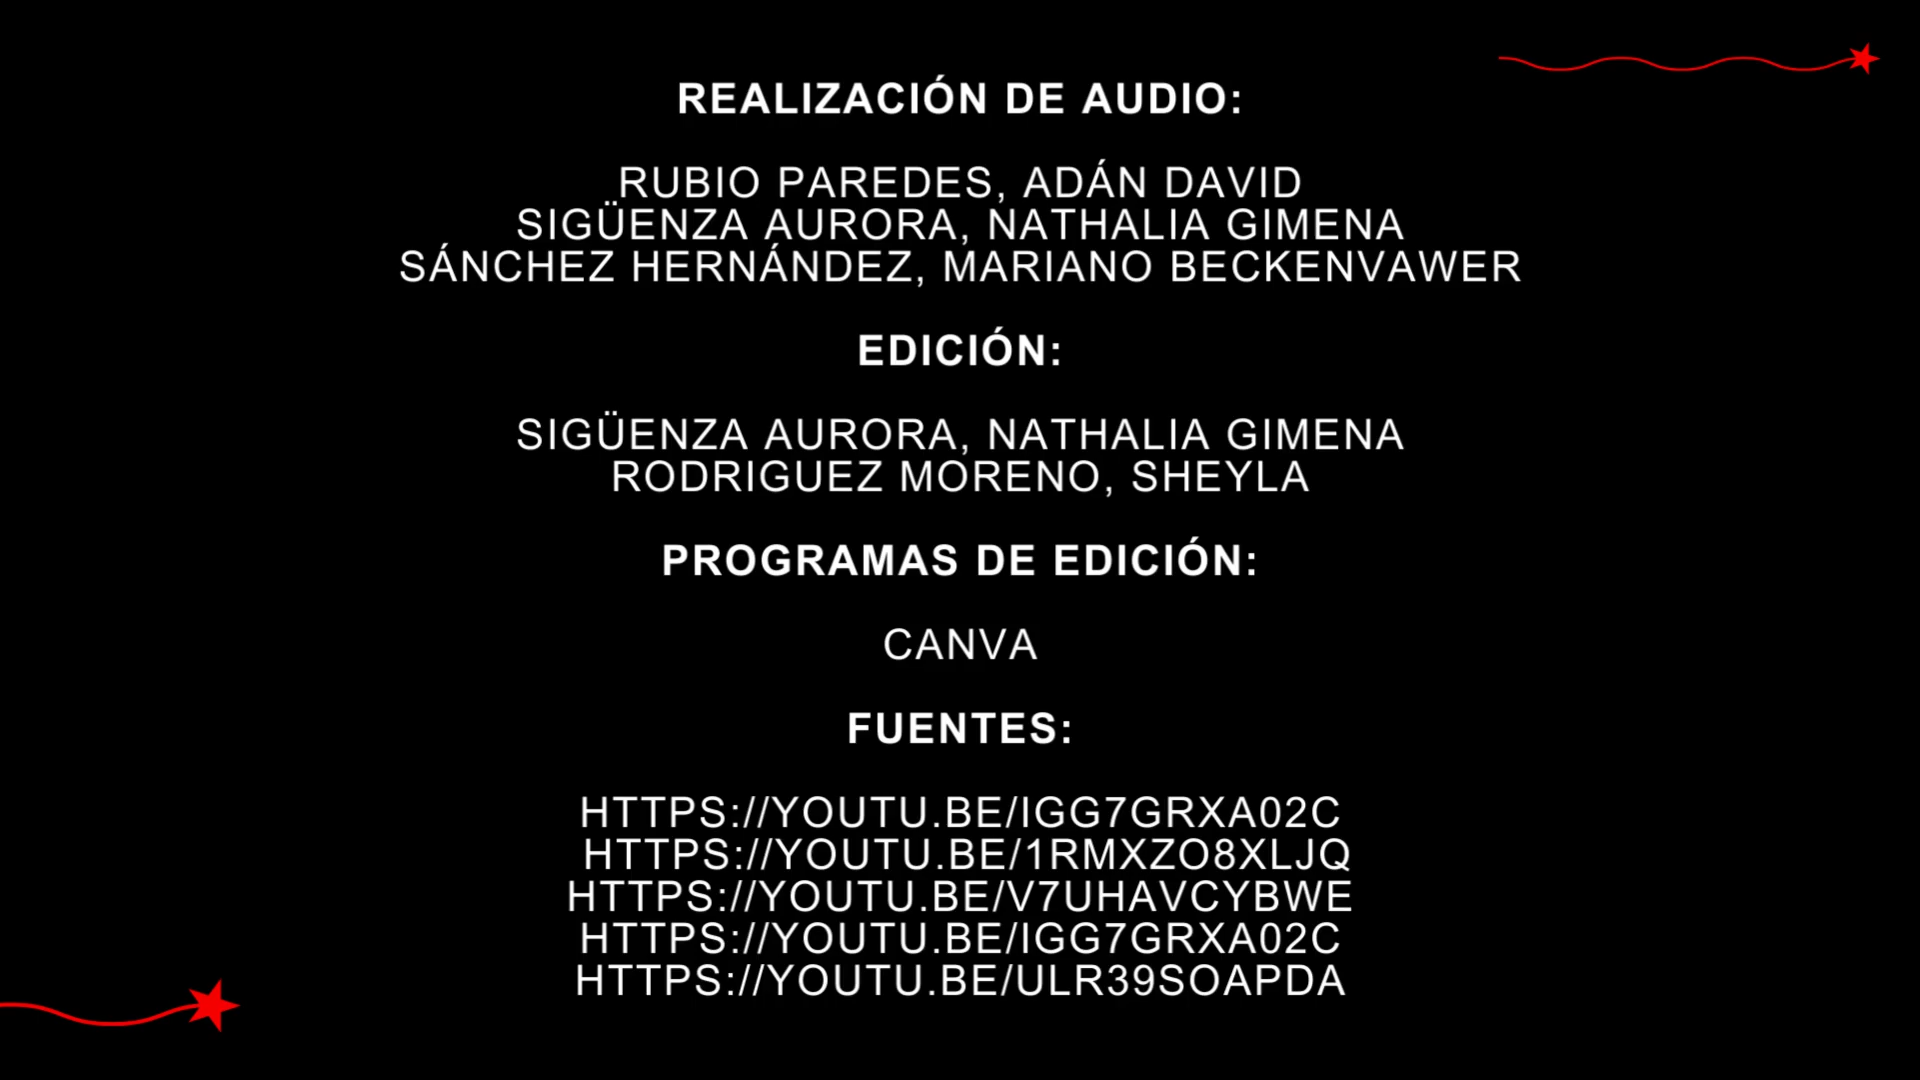 REALIZACIÓN DE AUDIO:
RUBIO PAREDES, ADÁN DAVID
SIGÜENZA AURORA, NATHALIA GIMENA
SÁNCHEZ HERNÁNDEZ, MARIANO BECKENVAWER
EDICIÓN:
SIGÜENZA AURORA, NATHALIA GIMENA
RODRIGUEZ MORENO, SHEYLA
PROGRAMAS DE EDICIÓN:
CANVA
FUENTES:
HTTPS://YOUTU.BE/IGG7GRXA02C
HTTPS://YOUTU.BE/1RMXZO8XLJQ
HTTPS://YOUTU.BE/V7UHAVCYBWE
HTTPS://YOUTU.BE/IGG7GRXA02C
HTTPS://YOUTU.BE/ULR39SOAPDA